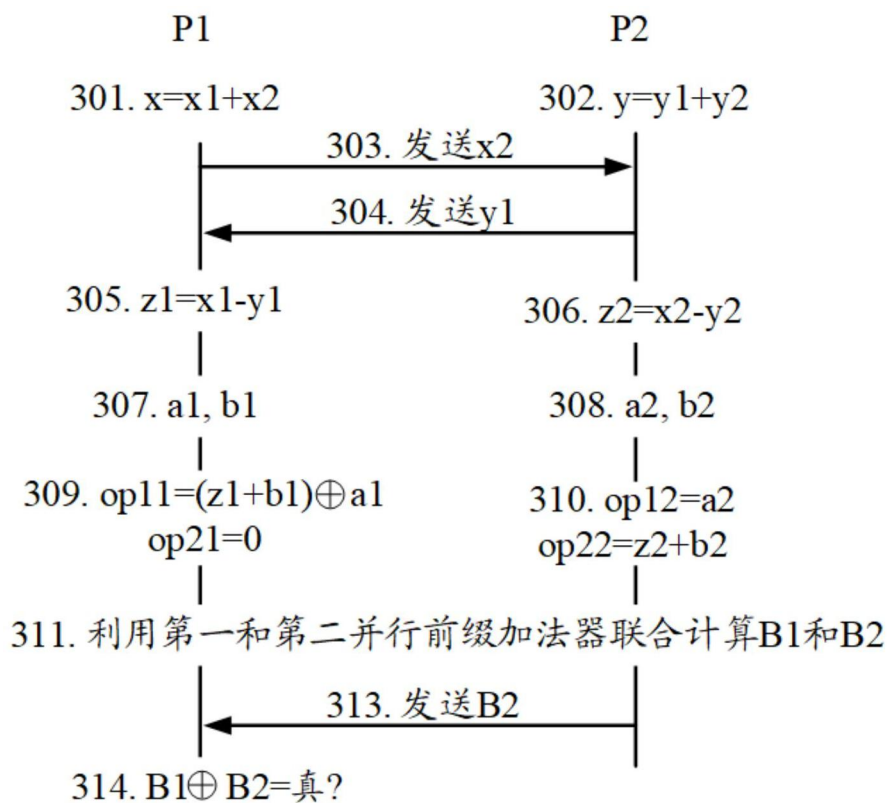 P1 P2
301. x=x1+x2 302. y=y1+y2
303. 发送x2
304. 发送y1
305. z1=x1-y1 306. z2=x2-y2
307. a1, b1 308. a2, b2
309. op11=(z1+b1)⊕a1 310. op12=a2
op21=0 op22=z2+b2
311. 利用第一和第二并行前缀加法器联合计算B1和B2
313. 发送B2
314. B1⊕B2=真?